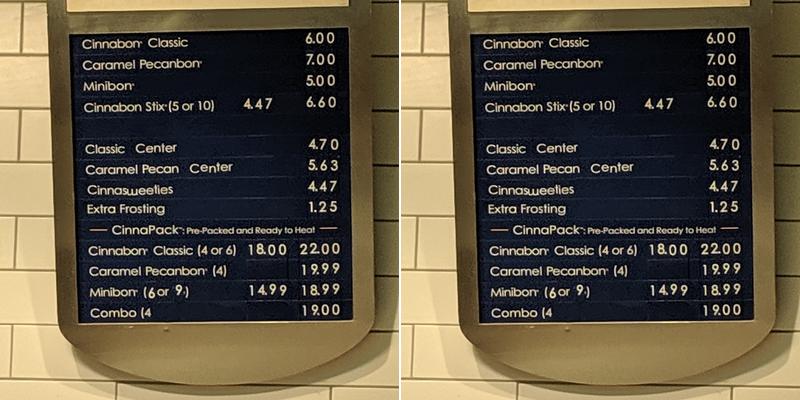 Cinnabon Classic 6.00
Caramel Pecanbon 7.00
Minibon 5.00
Cinnabon Stix (5 or 10) 4.47 6.60
Classic Center 4.70
Caramel Pecan Center 5.63
Cinnasweeties 4.47
Extra Frosting 1.25
CinnaPack™: Pre-Packed and Ready to Heat
Cinnabon Classic (4 or 6) 18.00 22.00
Caramel Pecanbon (4) 19.99
Minibon (6 or 9) 14.99 18.99
Combo (4 19.00
Cinnabon Classic 6.00
Caramel Pecanbon 7.00
Minibon 5.00
Cinnabon Stix (5 or 10) 4.47 6.60
Classic Center 4.70
Caramel Pecan Center 5.63
Cinnasweeties 4.47
Extra Frosting 1.25
CinnaPack™: Pre-Packed and Ready to Heat
Cinnabon Classic (4 or 6) 18.00 22.00
Caramel Pecanbon (4) 19.99
Minibon (6 or 9) 14.99 18.99
Combo (4 19.00